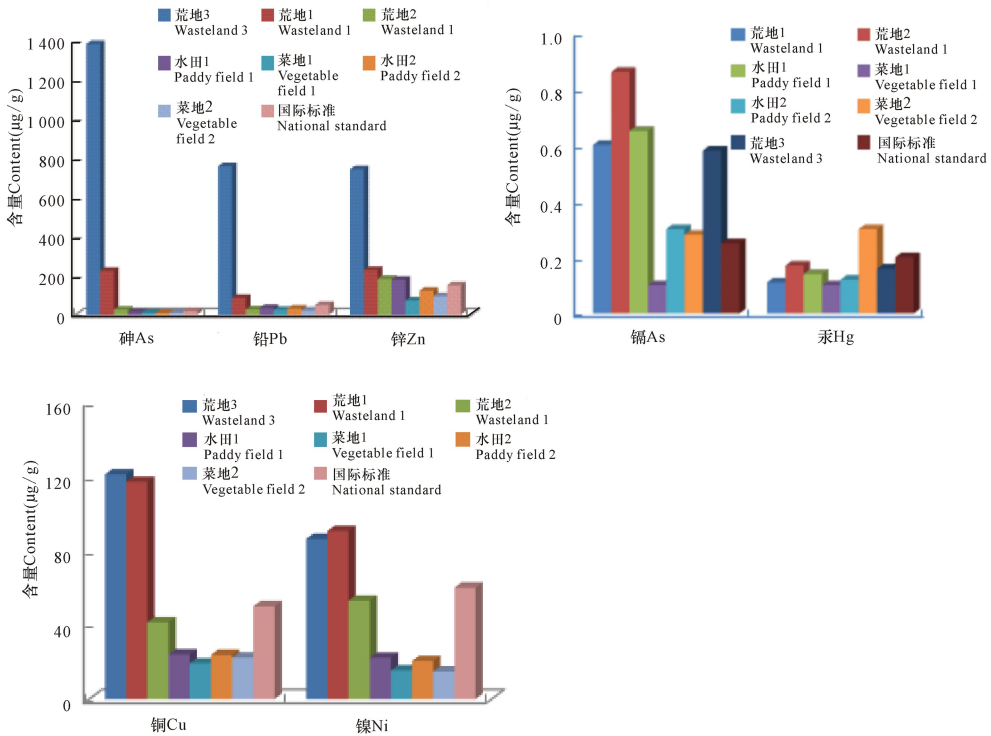 荒地3
Wasteland 3
荒地1
Wasteland 1
荒地2
Wasteland 1
水田1
Paddy field 1
菜地1
Vegetable
field 1
水田2
Paddy field 2
菜地2
Vegetable
field 2
国际标准
National standard
含量Content(μg/g)
1 400
1 200
1 000
800
600
400
200
0
砷As
铅Pb
锌Zn
荒地1
Wasteland 1
荒地2
Wasteland 1
水田1
Paddy field 1
菜地1
Vegetable field 1
水田2
Paddy field 2
菜地2
Vegetable field 2
荒地3
Wasteland 3
国际标准
National standard
含量Content(μg/g)
1.0
0.8
0.6
0.4
0.2
0
镉As
汞Hg
荒地3
Wasteland 3
荒地1
Wasteland 1
荒地2
Wasteland 1
水田1
Paddy field 1
菜地1
Vegetable field 1
水田2
Paddy field 2
菜地2
Vegetable field 2
国际标准
National standard
含量Content(μg/g)
160
120
80
40
0
铜Cu
镍Ni